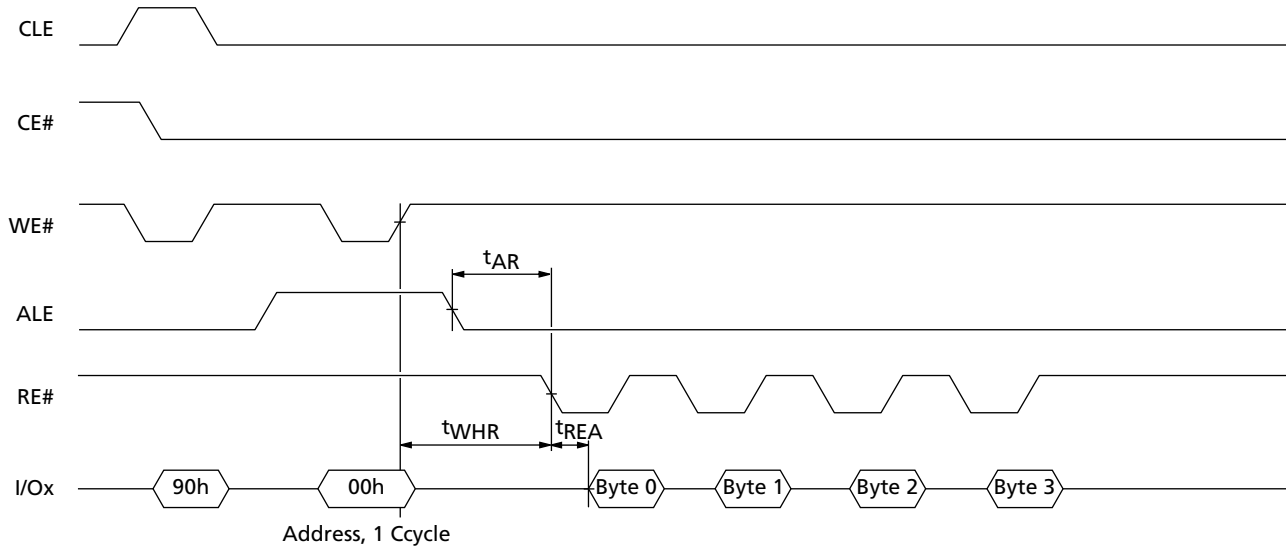 CLE
CE#
WE#
tAR
ALE
RE#
tWHR
tREA
I/Ox
90h
00h
Byte 0
Byte 1
Byte 2
Byte 3
Address, 1 Ccycle